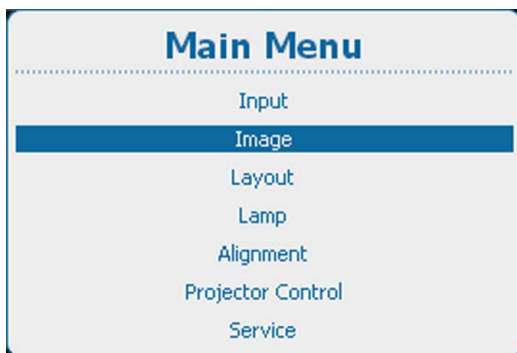 Main Menu
Input
Image
Layout
Lamp
Alignment
Projector Control
Service